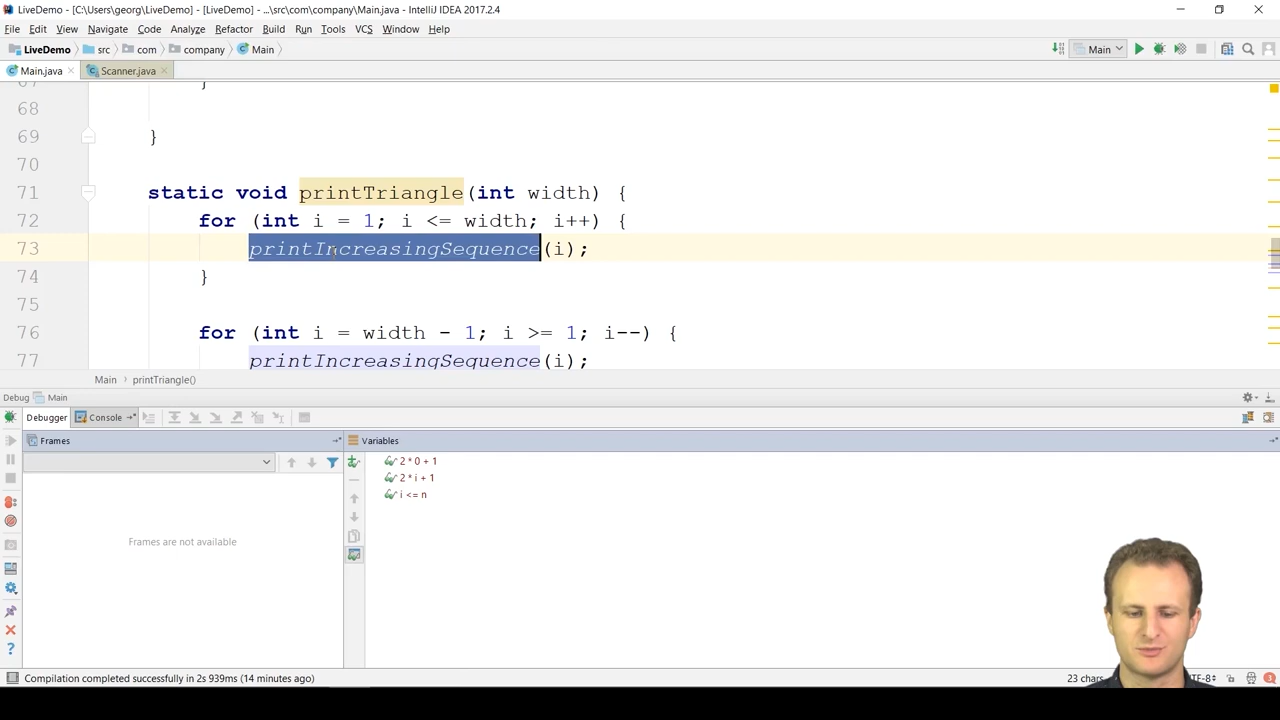 LiveDemo - [C:\Users\georg\LiveDemo] - [LiveDemo] - ...\src\com\company\Main.java - IntelliJ IDEA 2017.2.4
File Edit View Navigate Code Analyze Refactor Build Run Tools VCS Window Help
LiveDemo src com company Main Main
Main.java Scanner.java
67 }
68
69 }
70
71 static void printTriangle(int width) {
72 for (int i = 1; i <= width; i++) {
73 printIncreasingSequence(i);
74 }
75
76 for (int i = width - 1; i >= 1; i--) {
77 printIncreasingSequence(i);
Main printTriangle()
Debug Main
Debugger Console
Frames Variables
2 * 0 + 1
2 * i + 1
i <= n
Frames are not available
Compilation completed successfully in 2s 939ms (14 minutes ago) 23 chars TF-8 3